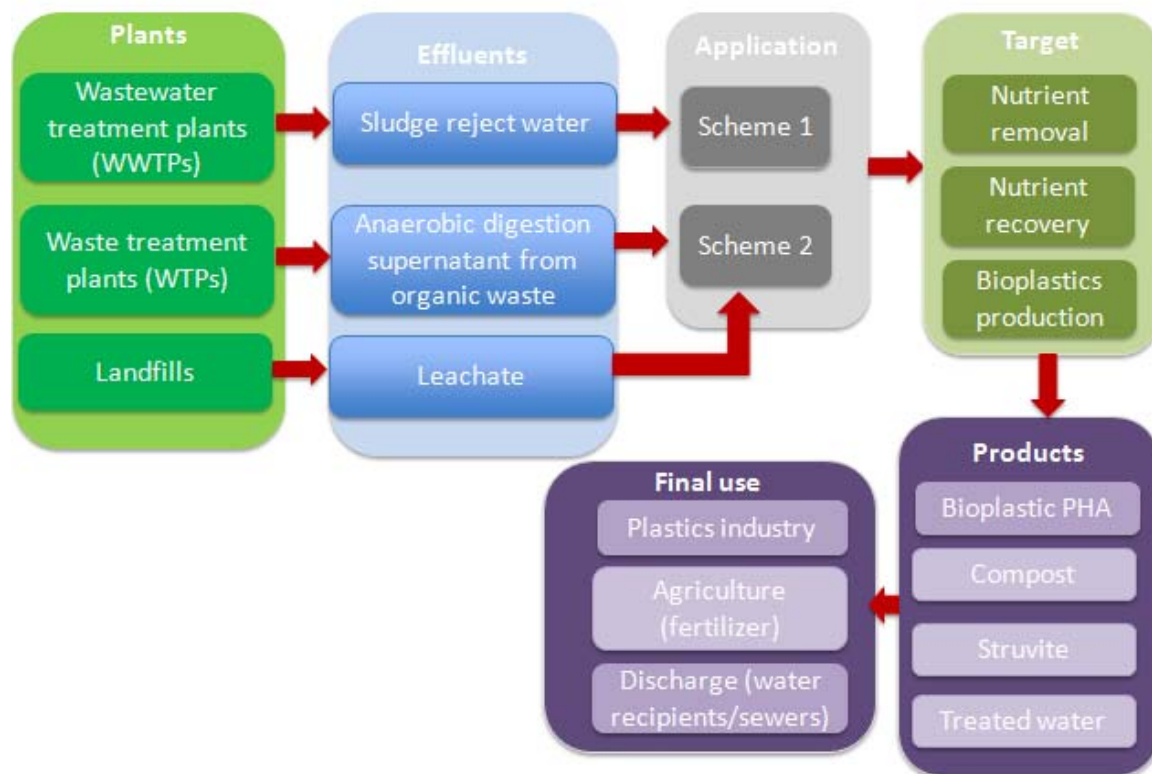 Plants
Wastewater
treatment plants
(WWTPs)
Waste treatment
plants (WTPs)
Landfills
Effluents
Sludge reject water
Anaerobic digestion
supernatant from
organic waste
Leachate
Application
Scheme 1
Scheme 2
Target
Nutrient
removal
Nutrient
recovery
Bioplastics
production
Products
Bioplastic PHA
Compost
Struvite
Treated water
Final use
Plastics industry
Agriculture
(fertilizer)
Discharge (water
recipients/sewers)